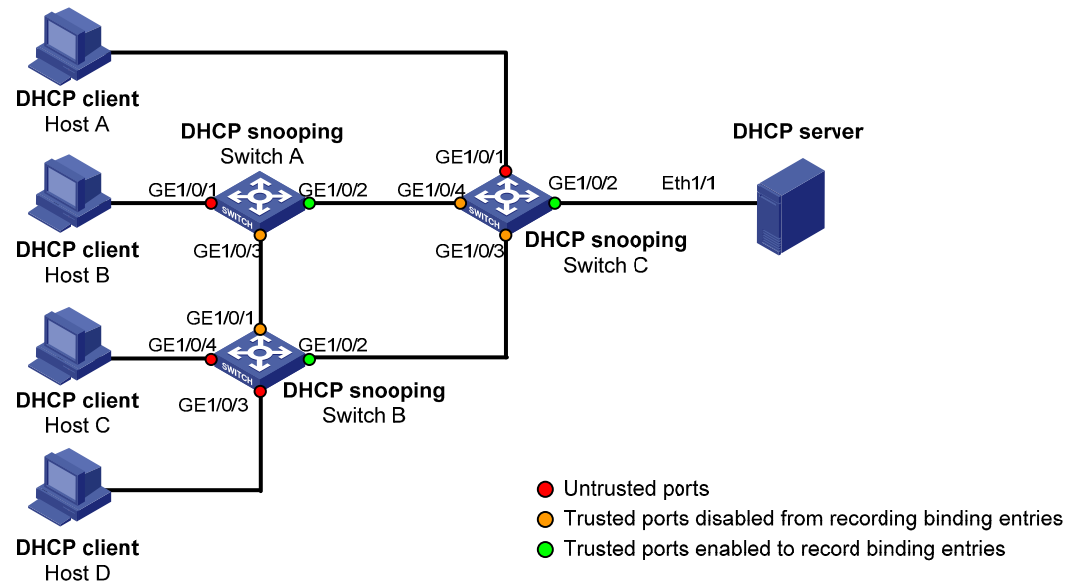 DHCP client
Host A
DHCP snooping
Switch A
DHCP server
GE1/0/1
GE1/0/1
GE1/0/2
GE1/0/4
GE1/0/2
Eth1/1
SWITCH
SWITCH
DHCP client
Host B
GE1/0/3
GE1/0/3
DHCP snooping
Switch C
GE1/0/1
GE1/0/4
GE1/0/2
SWITCH
DHCP client
Host C
GE1/0/3
DHCP snooping
Switch B
DHCP client
Host D
Untrusted ports
Trusted ports disabled from recording binding entries
Trusted ports enabled to record binding entries